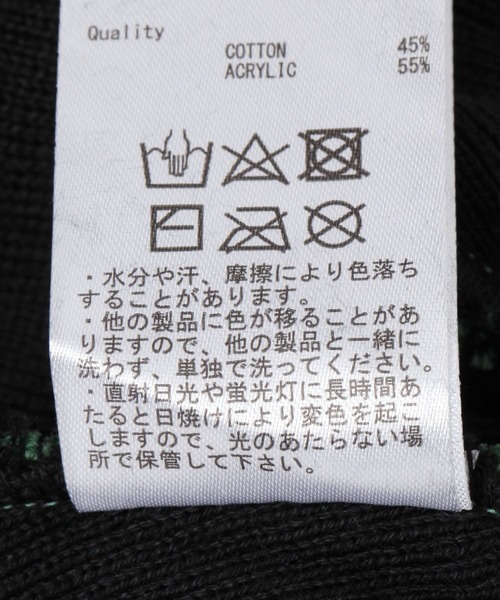 Quality
COTTON 45%
ACRYLIC 55%
・水分や汗、摩擦により色落ち
することがあります。
・他の製品に色が移ることがあ
りますので、他の製品と一緒に
洗わず、単独で洗ってください。
・直射日光や蛍光灯に長時間あ
たると日焼けにより変色を起こ
しますので、光のあたらない場
所で保管して下さい。